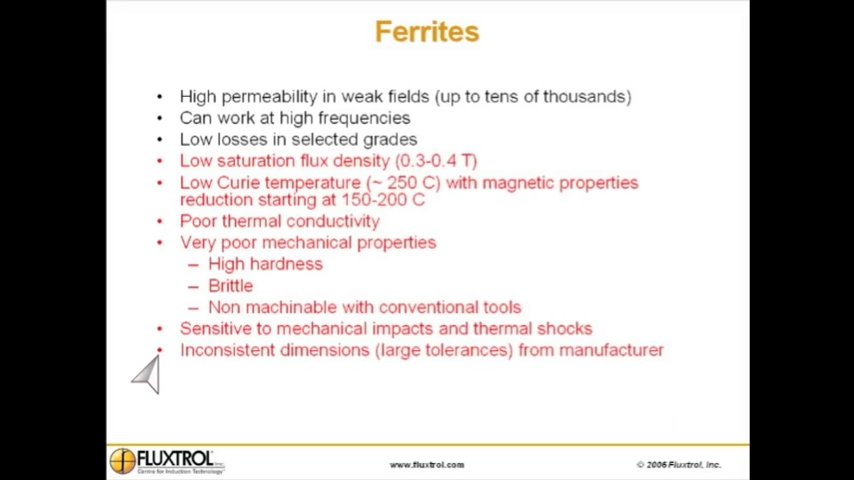 Ferrites
• High permeability in weak fields (up to tens of thousands)
• Can work at high frequencies
• Low losses in selected grades
• Low saturation flux density (0.3-0.4 T)
• Low Curie temperature (~ 250 C) with magnetic properties
reduction starting at 150-200 C
• Poor thermal conductivity
• Very poor mechanical properties
– High hardness
– Brittle
– Non machinable with conventional tools
• Sensitive to mechanical impacts and thermal shocks
• Inconsistent dimensions (large tolerances) from manufacturer
FLUXTROL Inc.
Centre for Induction Technology
www.fluxtrol.com
© 2006 Fluxtrol, Inc.